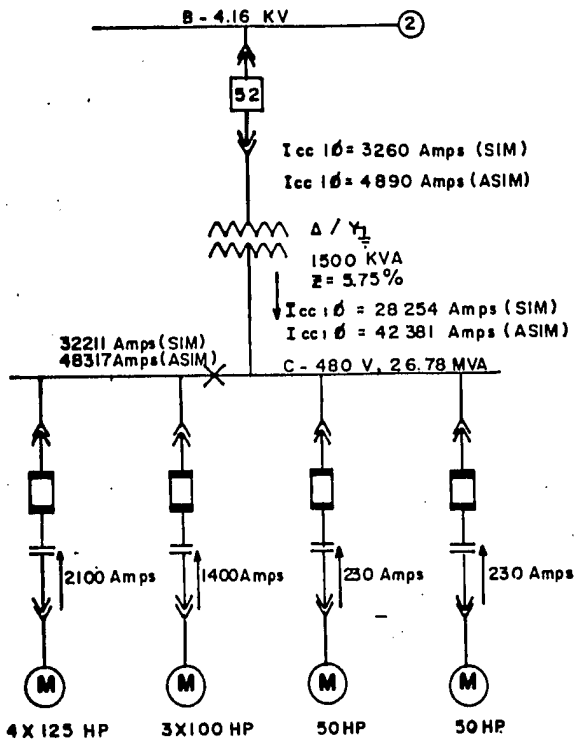 B - 4.16 KV
2
52
Icc 1Ø = 3260 Amps (SIM)
Icc 1Ø = 4890 Amps (ASIM)
Δ / Y
1500 KVA
Z = 5.75%
Icc 1Ø = 28 254 Amps (SIM)
Icc 1Ø = 42 381 Amps (ASIM)
32211 Amps (SIM)
48317 Amps (ASIM)
C - 480 V, 26.78 MVA
2100 Amps
1400 Amps
230 Amps
230 Amps
M
M
M
M
4 X 125 HP
3 X 100 HP
50 HP
50 HP